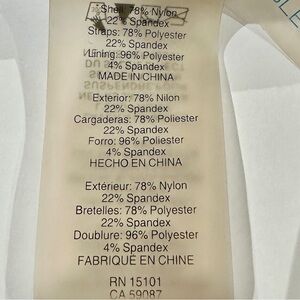 Shell: 78% Nylon
22% Spandex
Straps: 78% Polyester
22% Spandex
Lining: 96% Polyester
4% Spandex
MADE IN CHINA
Exterior: 78% Nilon
22% Spandex
Cargaderas: 78% Poliester
22% Spandex
Forro: 96% Poliester
4% Spandex
HECHO EN CHINA
Extérieur: 78% Nylon
22% Spandex
Bretelles: 78% Polyester
22% Spandex
Doublure: 96% Polyester
4% Spandex
FABRIQUÉ EN CHINE
RN 15101
CA 59087